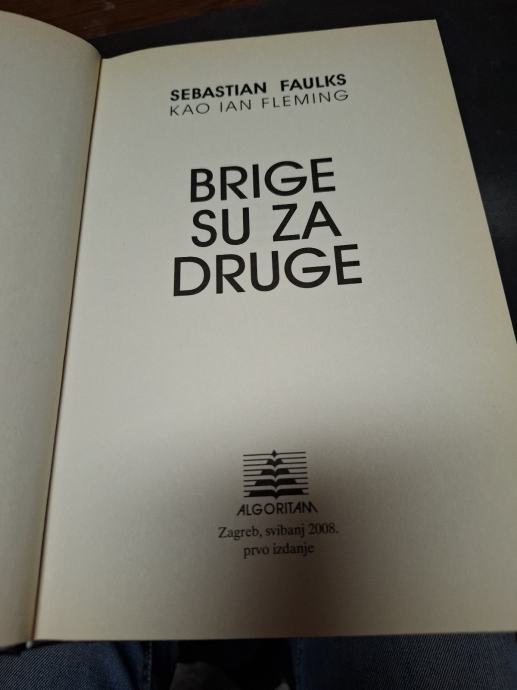 SEBASTIAN FAULKS
KAO IAN FLEMING
BRIGE
SU ZA
DRUGE
ALGORITAM
Zagreb, svibanj 2008.
prvo izdanje